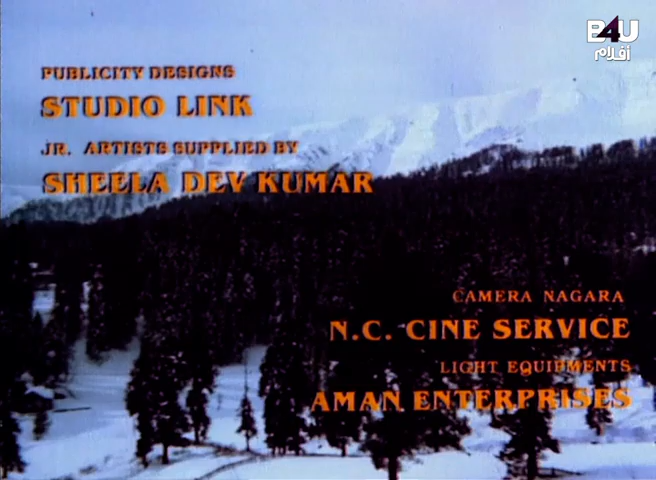 B4U
أفلام
PUBLICITY DESIGNS
STUDIO LINK
JR. ARTISTS SUPPLIED BY
SHEELA DEV KUMAR
CAMERA NAGARA
N.C. CINE SERVICE
LIGHT EQUIPMENTS
AMAN ENTERPRISES